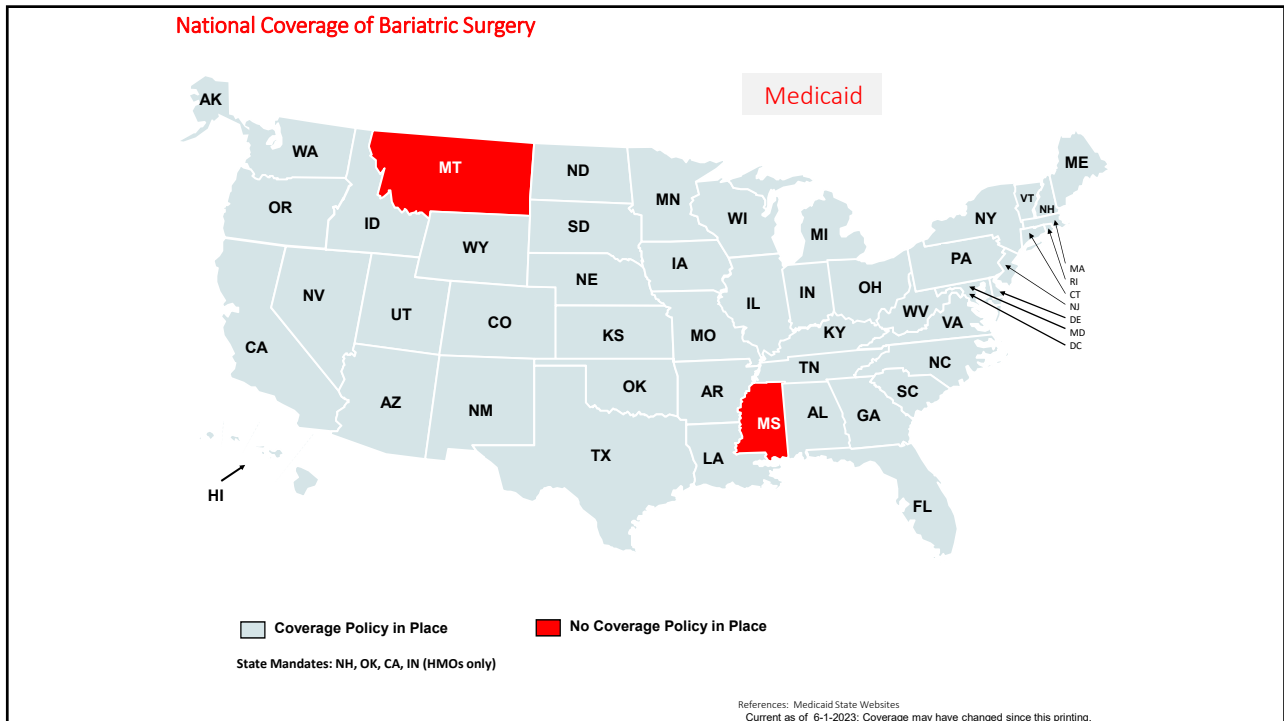 National Coverage of Bariatric Surgery
Medicaid
AK
WA
MT
ND
MN
ME
OR
ID
WY
SD
WI
MI
NY
VT
NH
NV
UT
CO
NE
IA
IL
IN
OH
PA
MA
RI
CT
NJ
DE
MD
DC
CA
KS
MO
KY
WV
VA
AZ
NM
OK
AR
TN
NC
SC
TX
LA
MS
AL
GA
FL
HI
Coverage Policy in Place
No Coverage Policy in Place
State Mandates: NH, OK, CA, IN (HMOs only)
References: Medicaid State Websites
Current as of 6-1-2023; Coverage may have changed since this printing.